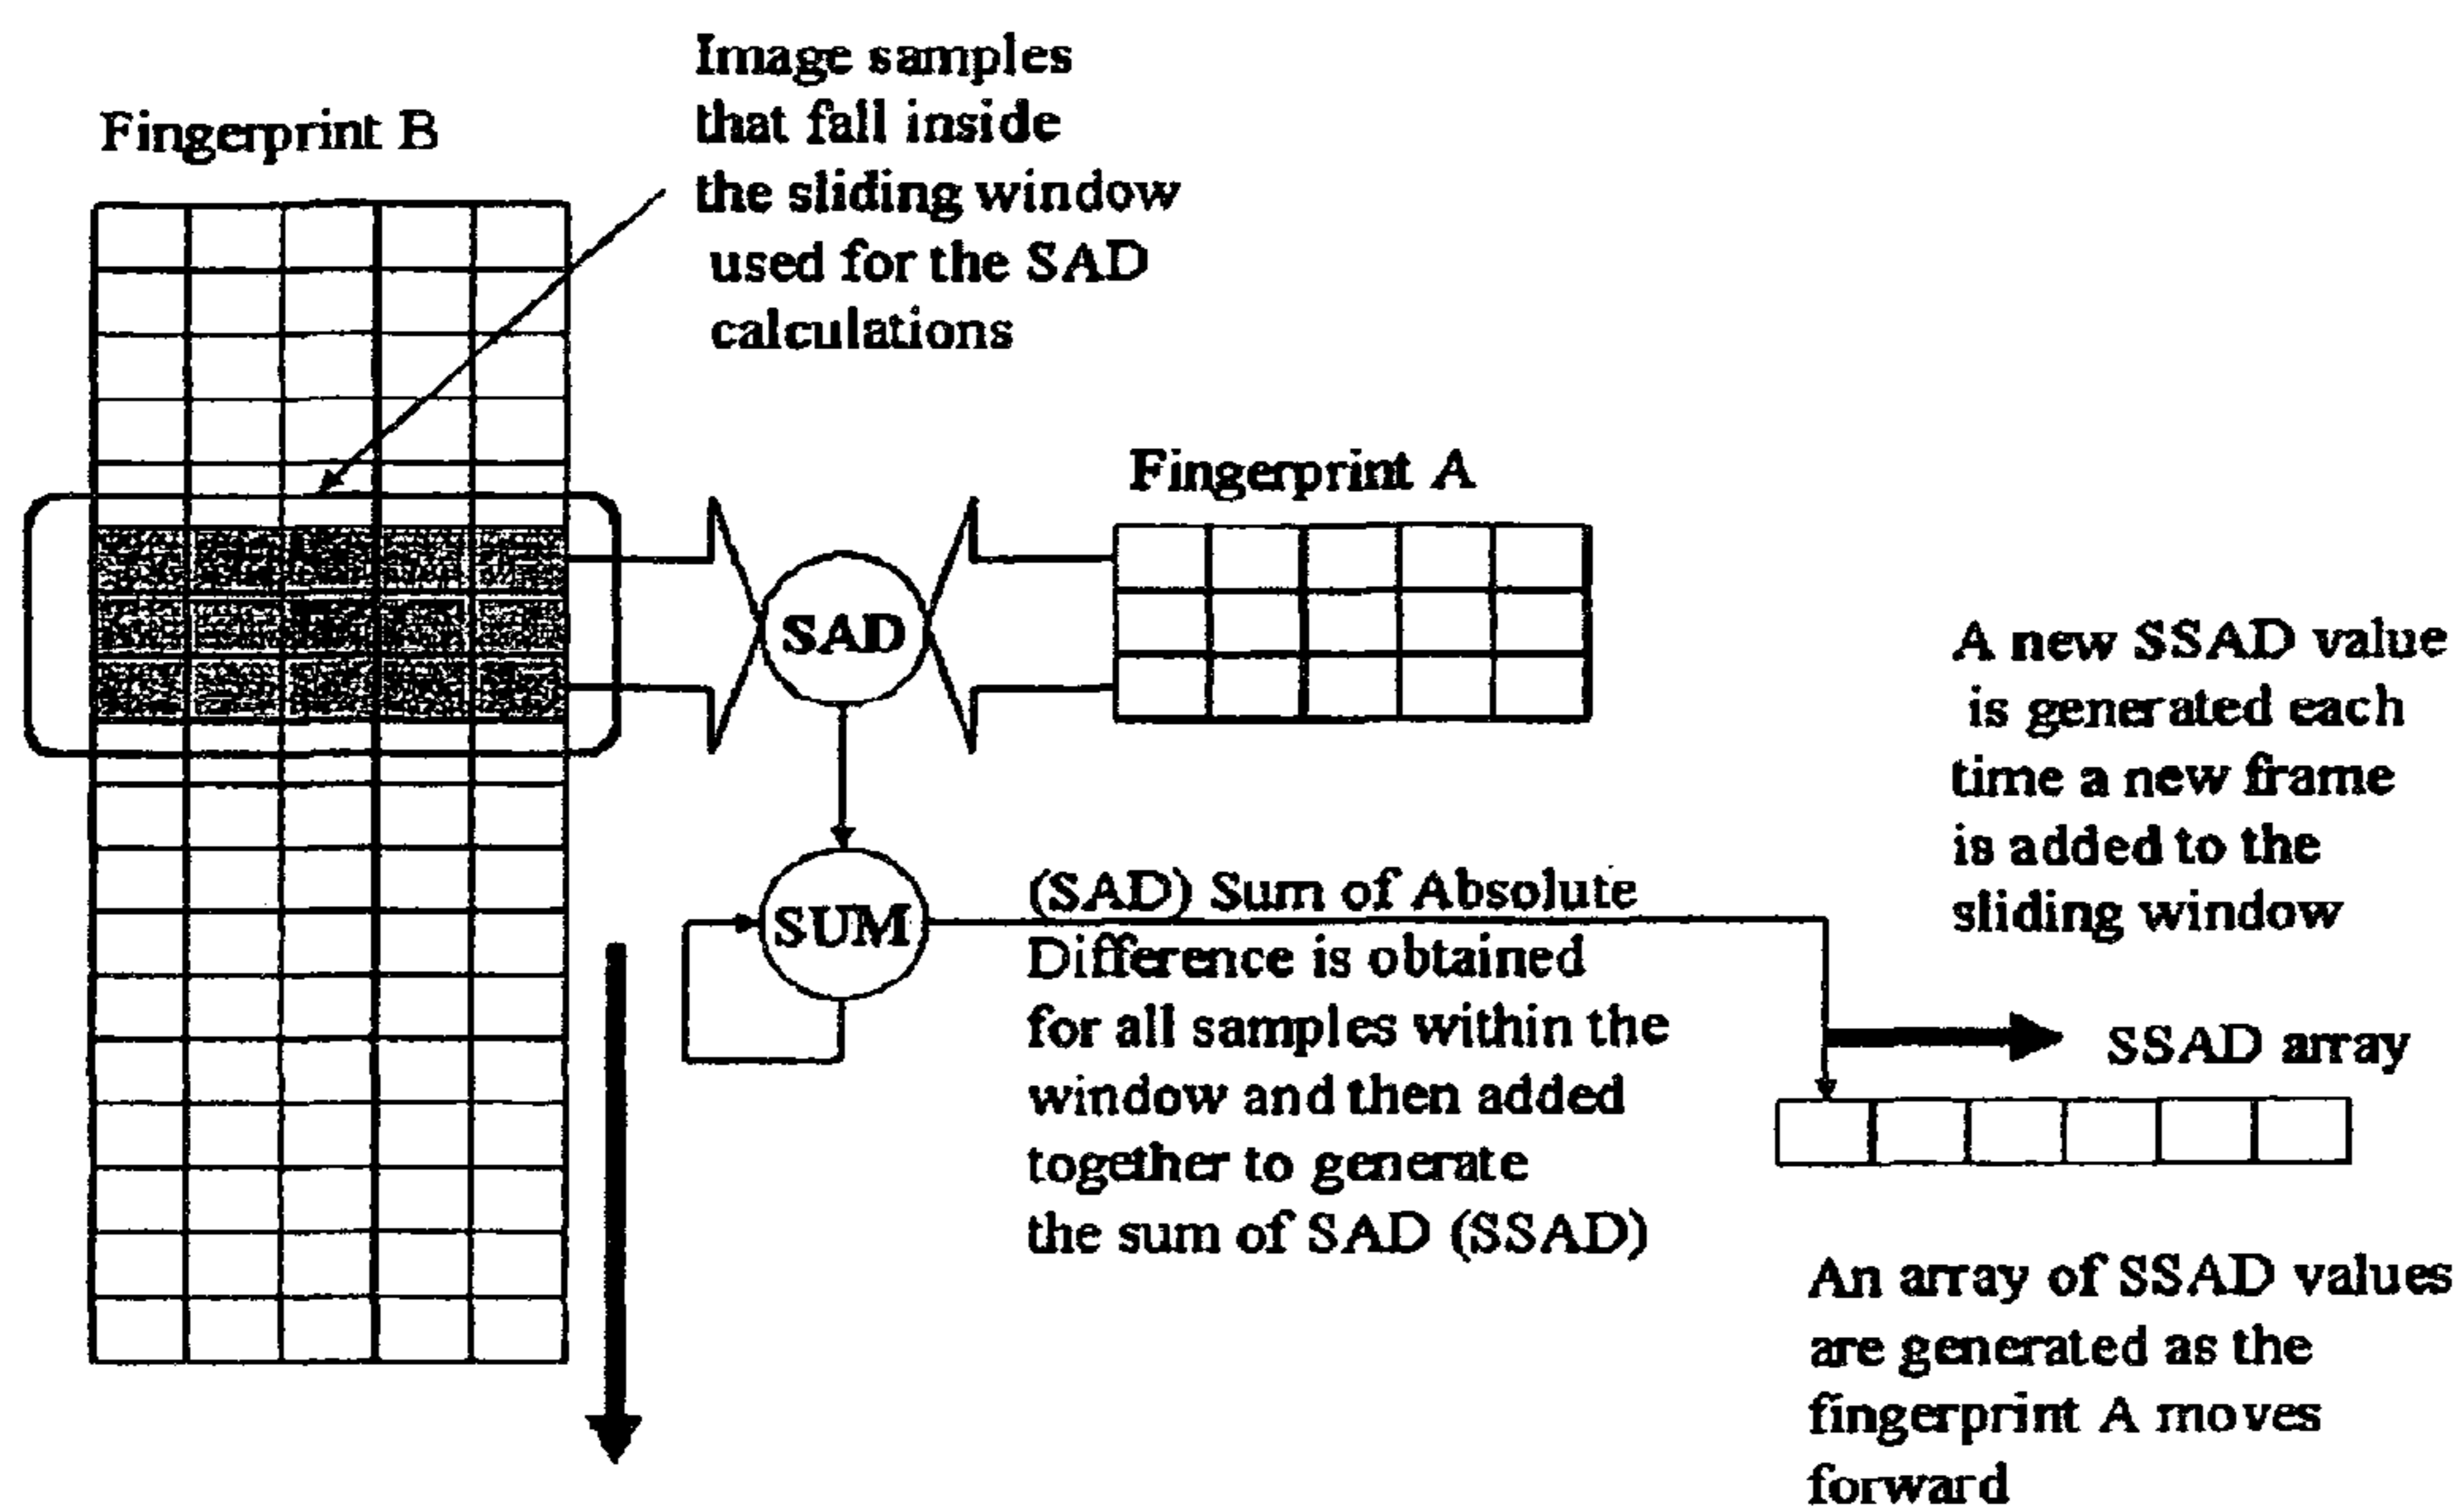 Image samples
that fall inside
the sliding window
used for the SAD
calculations
Fingerprint B
Fingerprint A
SAD
SUM
(SAD) Sum of Absolute
Difference is obtained
for all samples within the
window and then added
together to generate
the sum of SAD (SSAD)
A new SSAD value
is generated each
time a new frame
is added to the
sliding window
SSAD array
An array of SSAD values
are generated as the
fingerprint A moves
forward